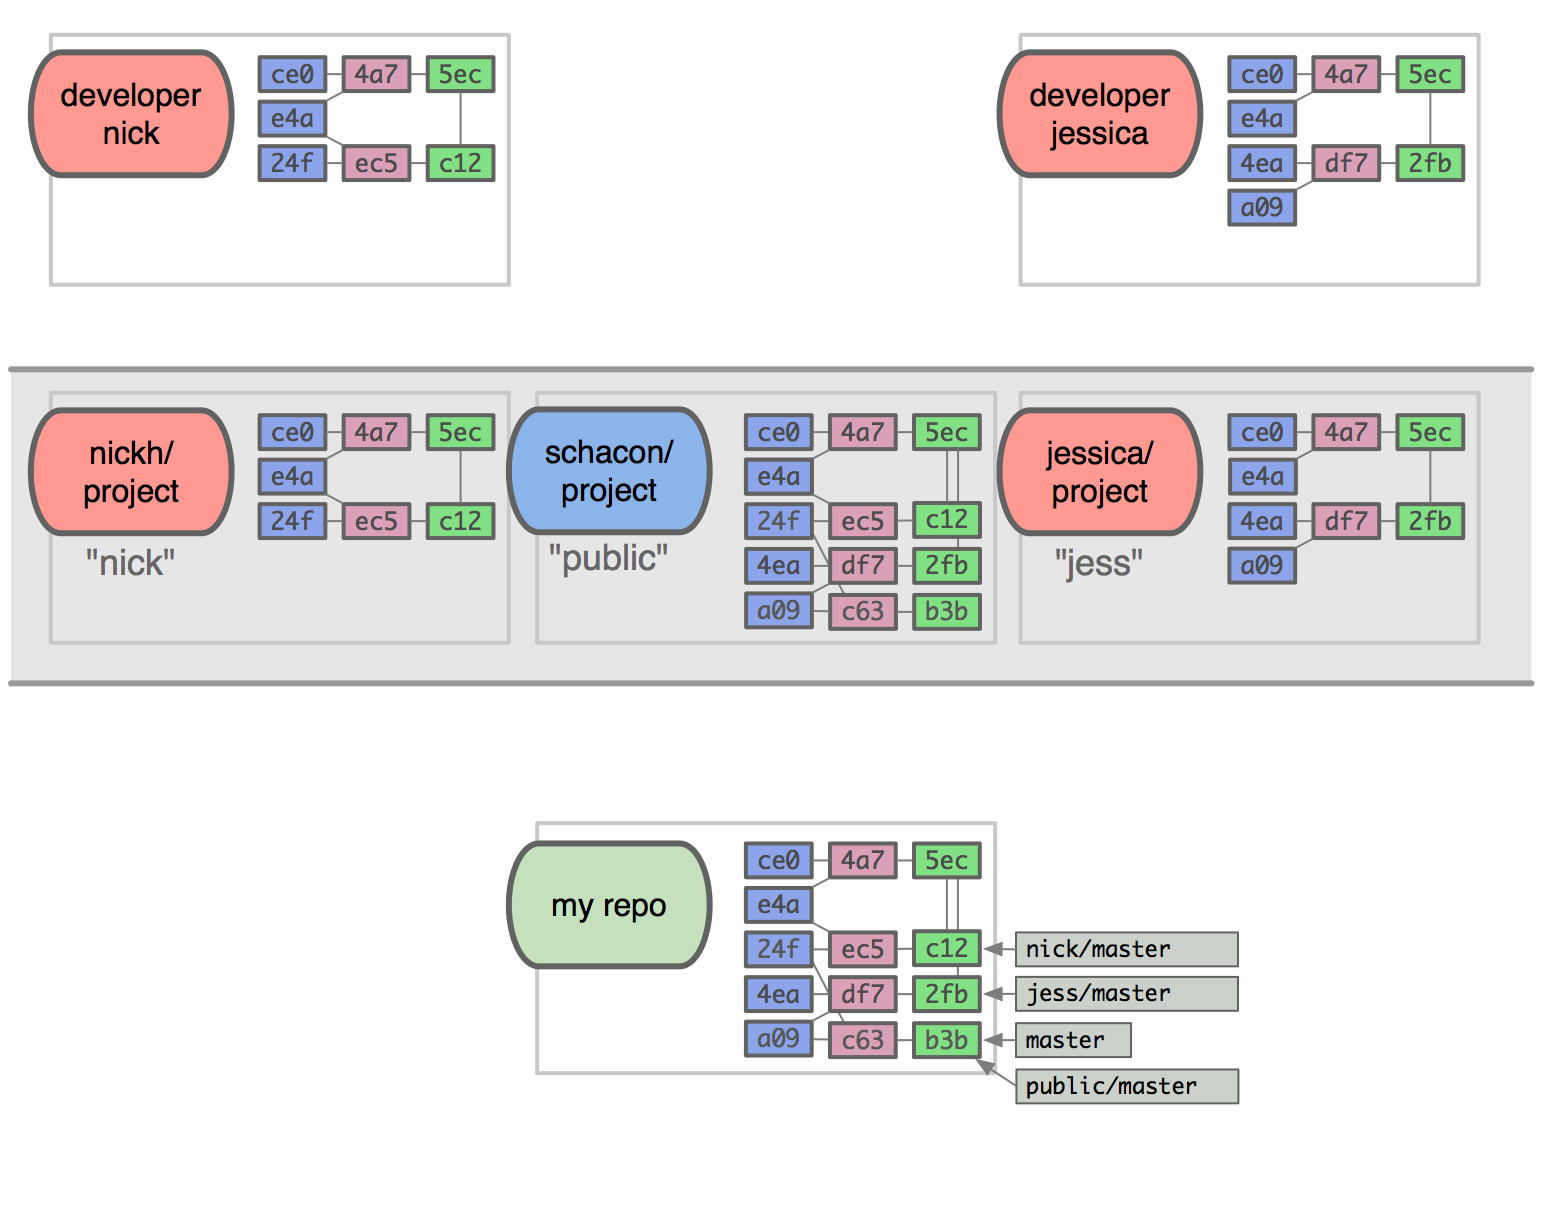 developer
nick
ce0 4a7 5ec
e4a
24f ec5 c12
developer
jessica
ce0 4a7 5ec
e4a
4ea df7 2fb
a09
nickh/
project
"nick"
ce0 4a7 5ec
e4a
24f ec5 c12
schacon/
project
"public"
ce0 4a7 5ec
e4a
24f ec5 c12
4ea df7 2fb
a09 c63 b3b
jessica/
project
"jess"
ce0 4a7 5ec
e4a
4ea df7 2fb
a09
my repo
ce0 4a7 5ec
e4a
24f ec5 c12 nick/master
4ea df7 2fb jess/master
a09 c63 b3b master
public/master